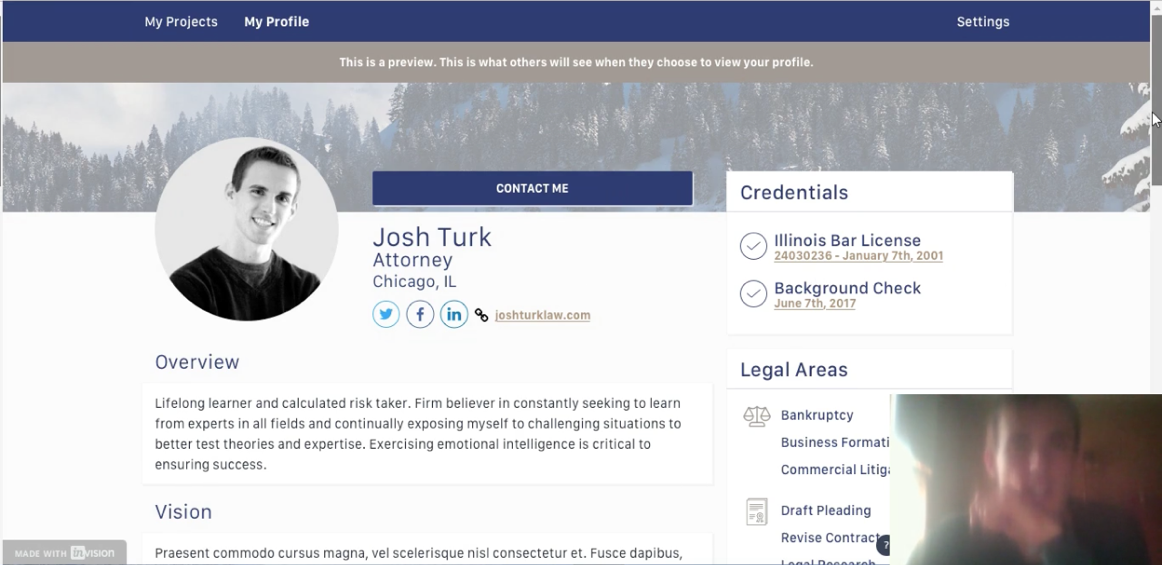 My Projects My Profile Settings
This is a preview. This is what others will see when they choose to view your profile.
CONTACT ME
Josh Turk
Attorney
Chicago, IL
joshturklaw.com
Credentials
Illinois Bar License
24030236 - January 7th, 2001
Background Check
June 7th, 2017
Overview
Lifelong learner and calculated risk taker. Firm believer in constantly seeking to learn
from experts in all fields and continually exposing myself to challenging situations to
better test theories and expertise. Exercising emotional intelligence is critical to
ensuring success.
Vision
Praesent commodo cursus magna, vel scelerisque nisl consectetur et. Fusce dapibus,
Legal Areas
Bankruptcy
Business Formati
Commercial Litiga
Draft Pleading
Revise Contract
Legal Research
?
MADE WITH inVISION